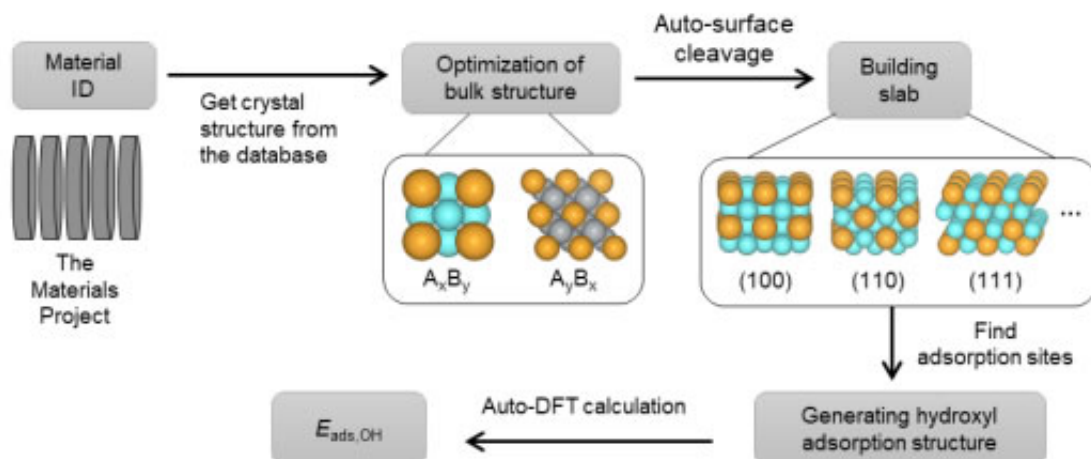 Material
ID
Get crystal
structure from
the database
The
Materials
Project
Optimization of
bulk structure
AxBy
AyBx
Auto-surface
cleavage
Building
slab
(100)
(110)
(111)
...
Find
adsorption sites
Generating hydroxyl
adsorption structure
Auto-DFT calculation
Eads,OH